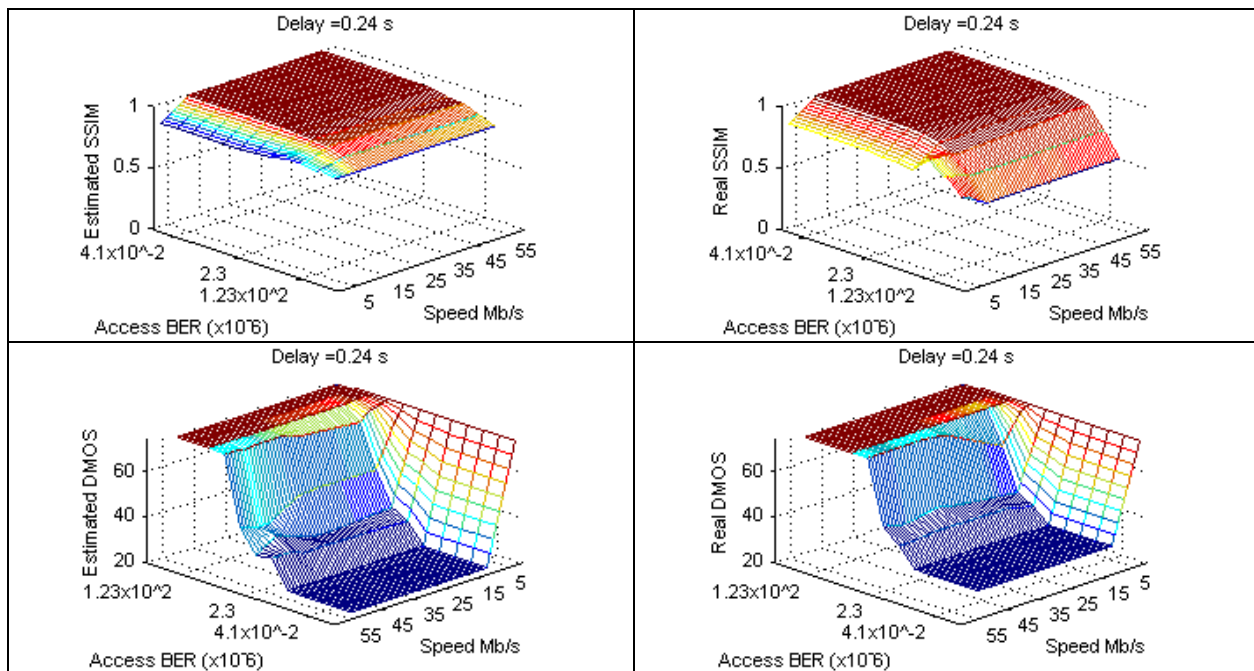 Delay =0.24 s
Estimated SSIM
1
0.5
0
4.1x10^-2
2.3
1.23x10^2
Access BER (x10^-6)
5
15
25
35
45
55
Speed Mb/s
Delay =0.24 s
Real SSIM
1
0.5
0
4.1x10^-2
2.3
1.23x10^2
Access BER (x10^-6)
5
15
25
35
45
55
Speed Mb/s
Delay =0.24 s
Estimated DMOS
60
40
20
1.23x10^2
2.3
4.1x10^-2
Access BER (x10^-6)
55
45
35
25
15
5
Speed Mb/s
Delay =0.24 s
Real DMOS
60
40
20
1.23x10^2
2.3
4.1x10^-2
Access BER (x10^-6)
55
45
35
25
15
5
Speed Mb/s